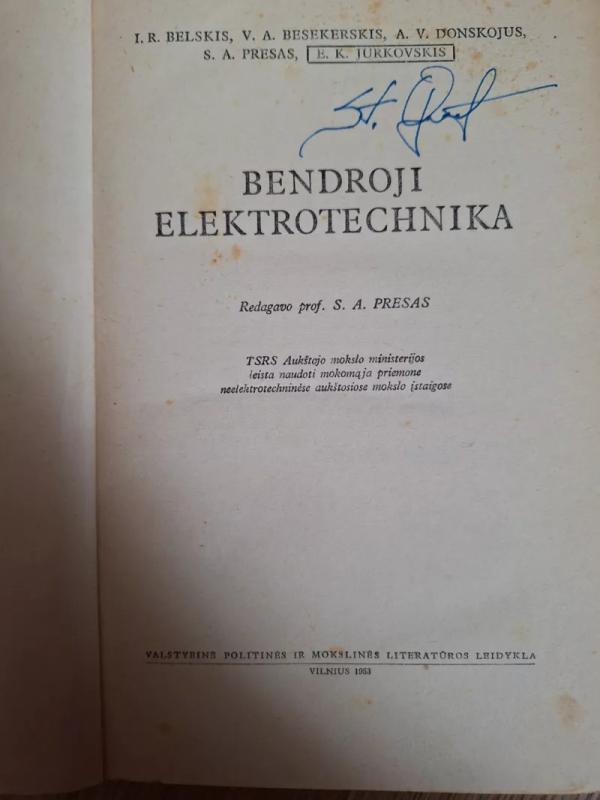 I. R. BELSKIS, V. A. BESEKERSKIS, A. V. DONSKOJUS,
S. A. PRESAS, E. K. JURKOVSKIS
BENDROJI
ELEKTROTECHNIKA
Redagavo prof. S. A. PRESAS
TSRS Aukštojo mokslo ministerijos
leista naudoti mokomąja priemone
neelektrotechninėse aukštosiose mokslo įstaigose
VALSTYBINĖ POLITINĖS IR MOKSLINĖS LITERATŪROS LEIDYKLA
VILNIUS 1953